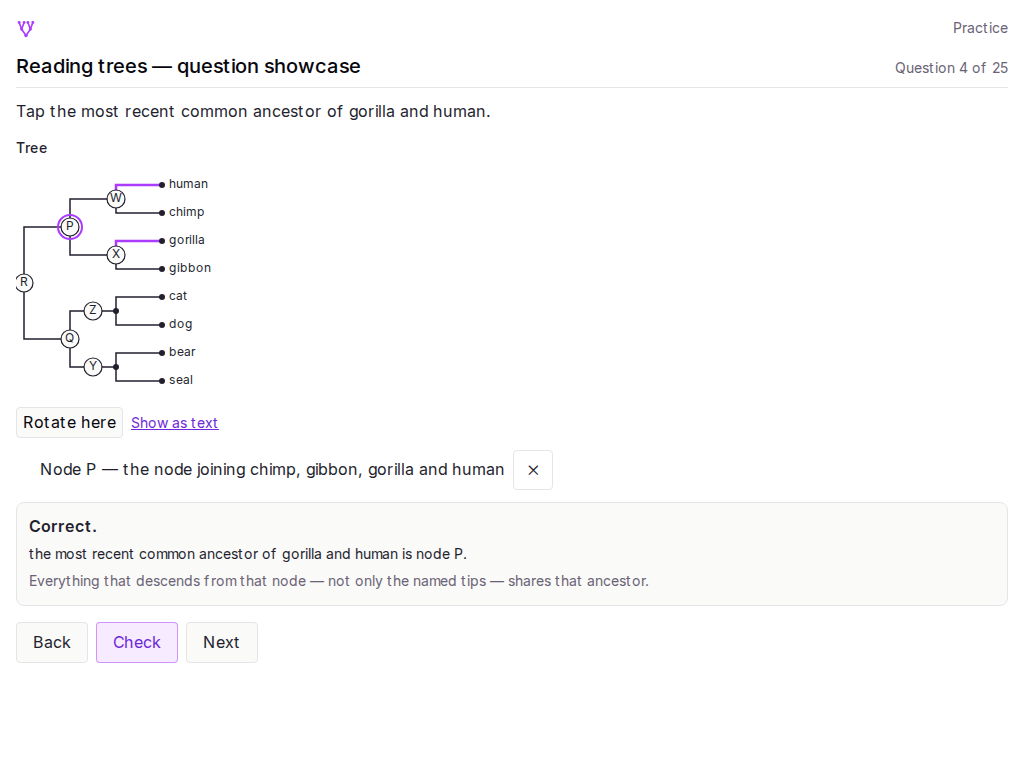 Practice
Reading trees — question showcase
Question 4 of 25
Tap the most recent common ancestor of gorilla and human.
Tree
human
W
chimp
P
gorilla
X
gibbon
R
cat
Z
dog
Q
bear
Y
seal
Rotate here
Show as text
Node P — the node joining chimp, gibbon, gorilla and human ×
Correct.
the most recent common ancestor of gorilla and human is node P.
Everything that descends from that node — not only the named tips — shares that ancestor.
Back
Check
Next